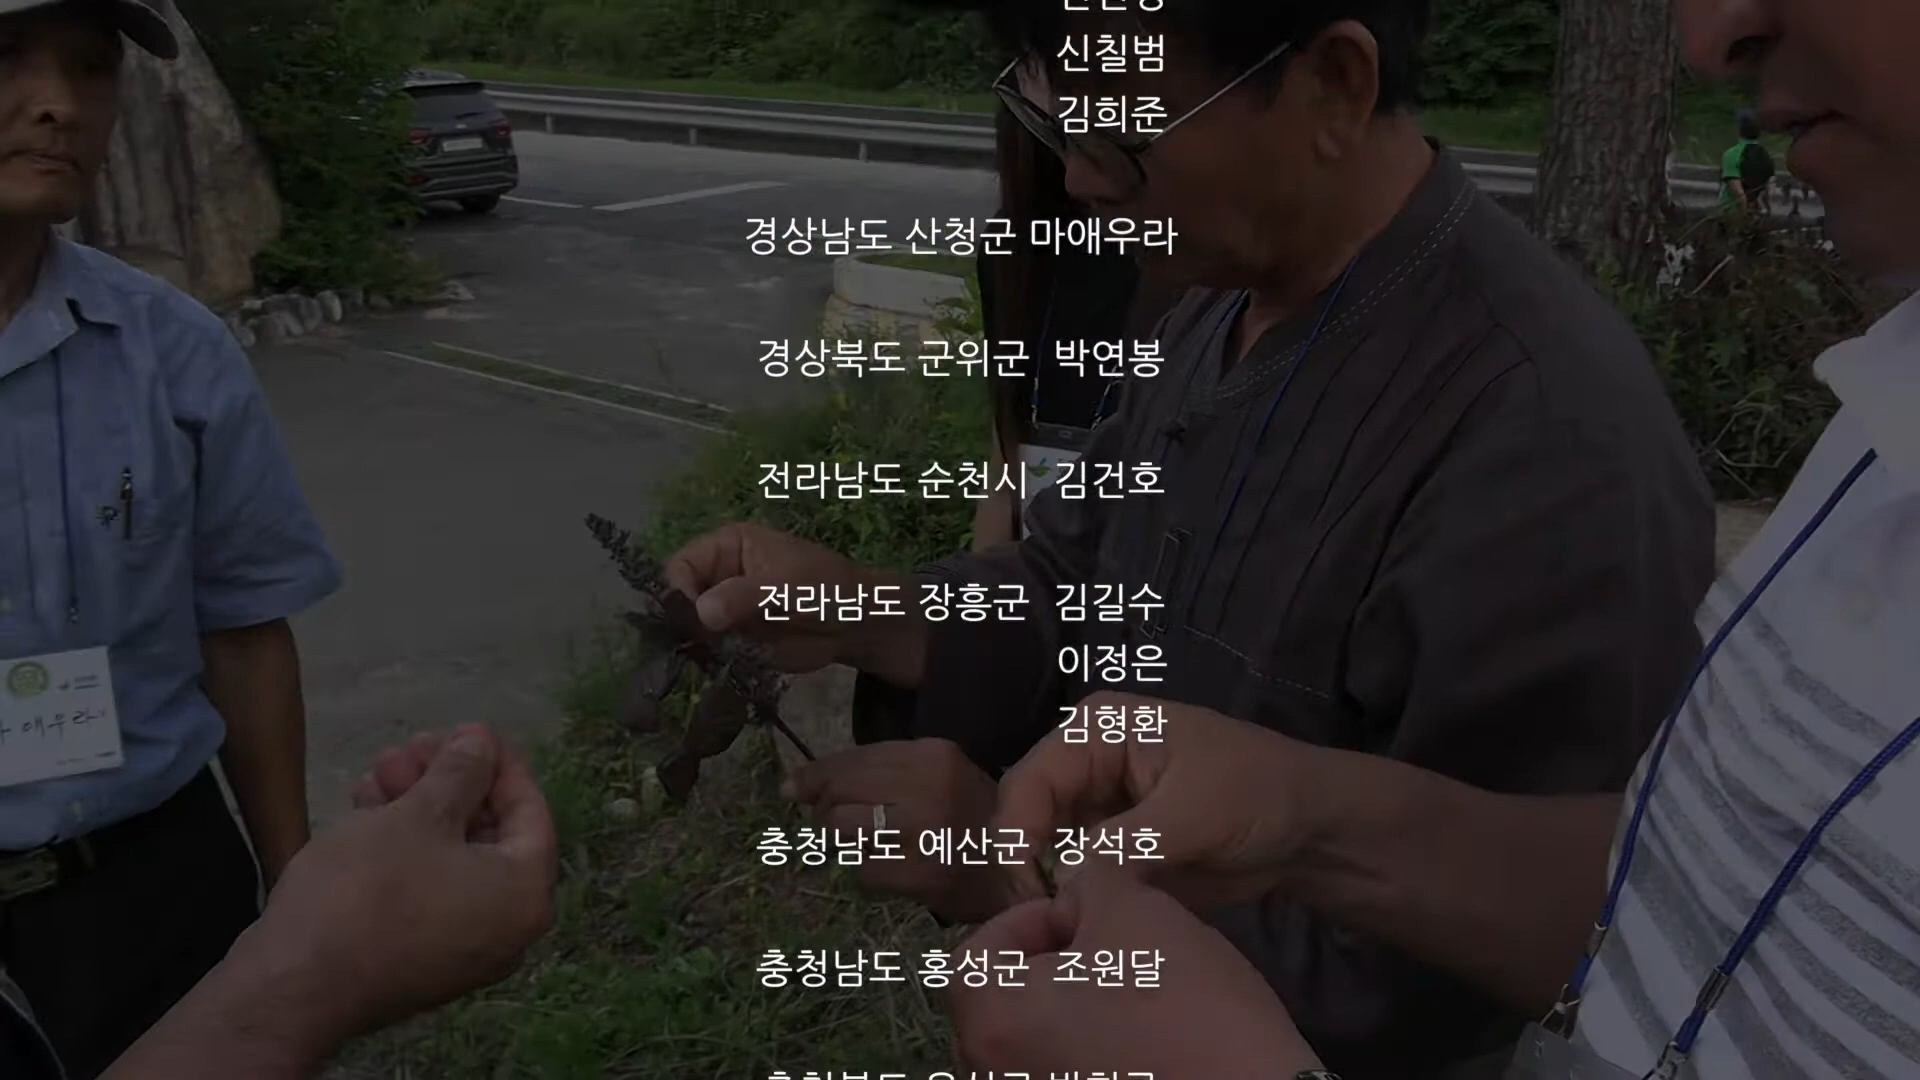 신칠범
김희준
경상남도 산청군 마애우라
경상북도 군위군 박연봉
전라남도 순천시 김건호
전라남도 장흥군 김길수
이정은
김형환
충청남도 예산군 장석호
충청남도 홍성군 조원달
애우라